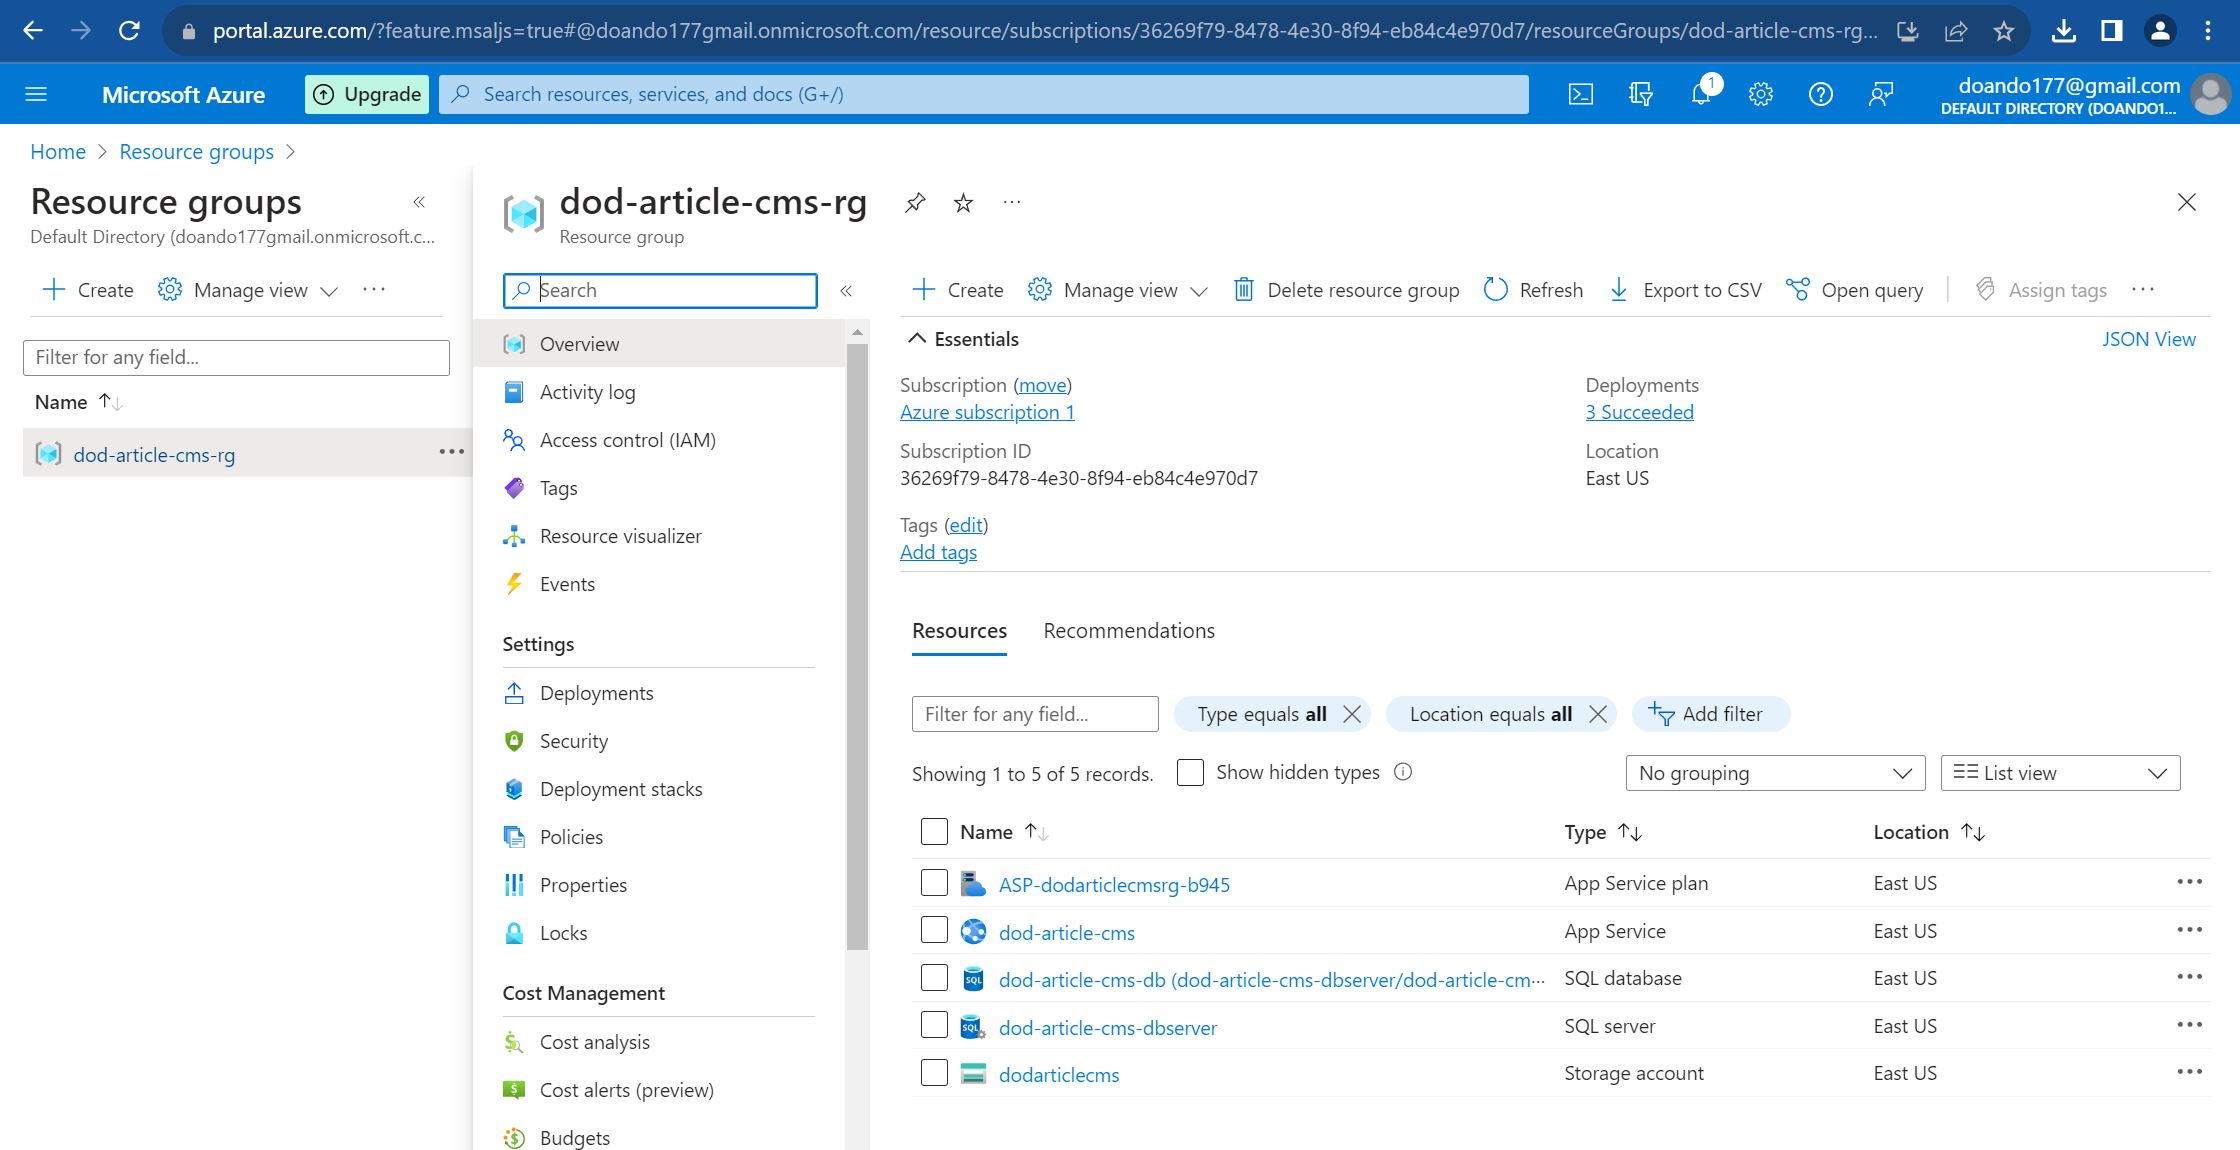 portal.azure.com/?feature.msaljs=true#@doando177gmail.onmicrosoft.com/resource/subscriptions/36269f79-8478-4e30-8f94-eb84c4e970d7/resourceGroups/dod-article-cms-rg...
Microsoft Azure
Upgrade
Search resources, services, and docs (G+/)
1
doando177@gmail.com
DEFAULT DIRECTORY (DOANDO1...
Home > Resource groups >
Resource groups
Default Directory (doando177gmail.onmicrosoft.c...
Create
Manage view
Filter for any field...
Name
dod-article-cms-rg
dod-article-cms-rg
Resource group
Search
Overview
Activity log
Access control (IAM)
Tags
Resource visualizer
Events
Settings
Deployments
Security
Deployment stacks
Policies
Properties
Locks
Cost Management
Cost analysis
Cost alerts (preview)
Budgets
Create
Manage view
Delete resource group
Refresh
Export to CSV
Open query
Assign tags
Essentials
JSON View
Subscription (move)
Azure subscription 1
Subscription ID
36269f79-8478-4e30-8f94-eb84c4e970d7
Deployments
3 Succeeded
Location
East US
Tags (edit)
Add tags
Resources
Recommendations
Filter for any field...
Type equals all
Location equals all
Add filter
Showing 1 to 5 of 5 records.
Show hidden types
No grouping
List view
Name Type Location
ASP-dodarticlecmsrg-b945 App Service plan East US
dod-article-cms App Service East US
SQL dod-article-cms-db (dod-article-cms-dbserver/dod-article-cm... SQL database East US
SQL dod-article-cms-dbserver SQL server East US
dodarticlecms Storage account East US